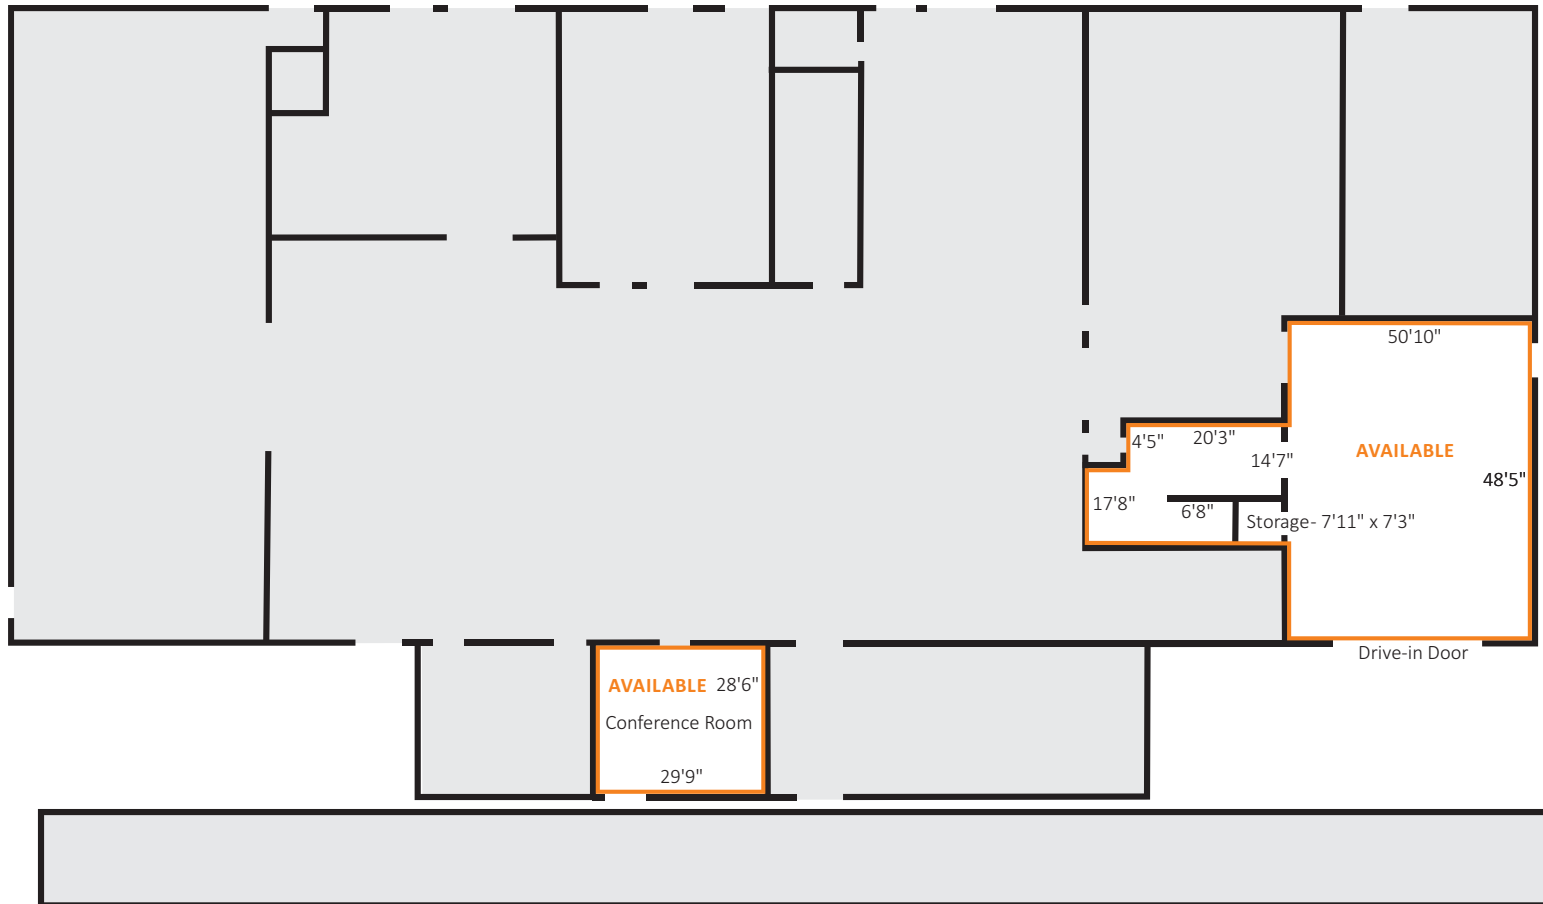 50'10"
4'5"
20'3"
14'7"
AVAILABLE
48'5"
17'8"
6'8"
Storage- 7'11" x 7'3"
Drive-in Door
AVAILABLE 28'6"
Conference Room
29'9"